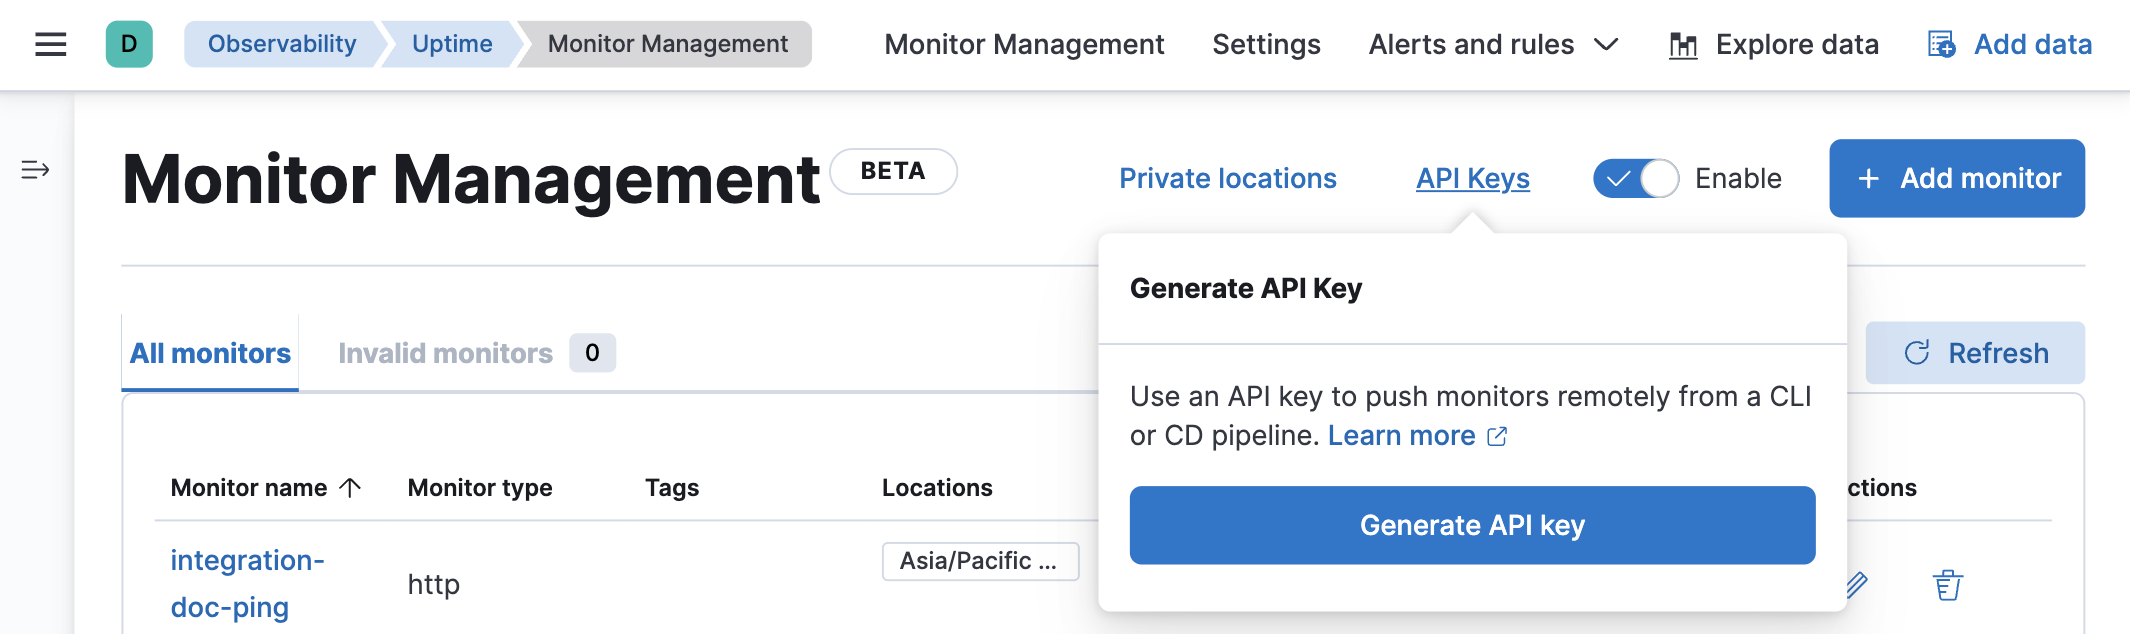 D Observability Uptime Monitor Management Monitor Management Settings Alerts and rules Explore data Add data
Monitor Management BETA Private locations API Keys Enable + Add monitor
Generate API Key
All monitors Invalid monitors 0 Refresh
Use an API key to push monitors remotely from a CLI
or CD pipeline. Learn more
Monitor name Monitor type Tags Locations ctions
Generate API key
integration-
doc-ping
http
Asia/Pacific ...